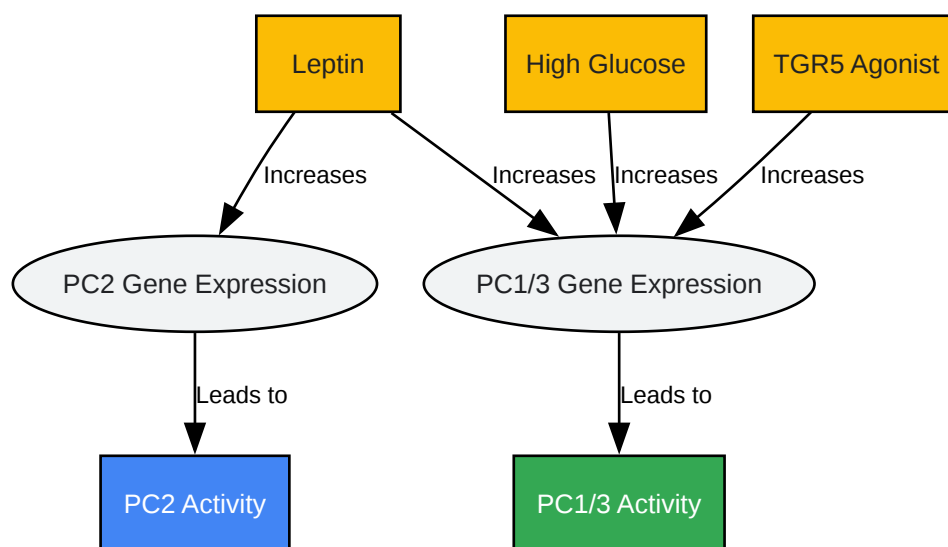 Leptin
High Glucose
TGR5 Agonist
Increases
Increases
Increases
Increases
PC2 Gene Expression
PC1/3 Gene Expression
Leads to
Leads to
PC2 Activity
PC1/3 Activity